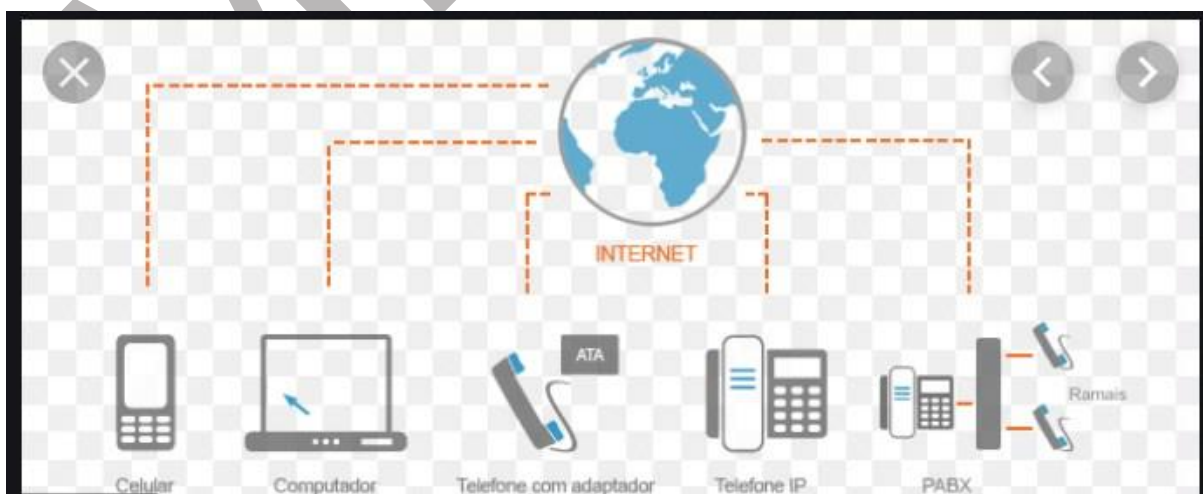 INTERNET
ATA
Ramais
Celular
Computador
Telefone com adaptador
Telefone IP
PABX